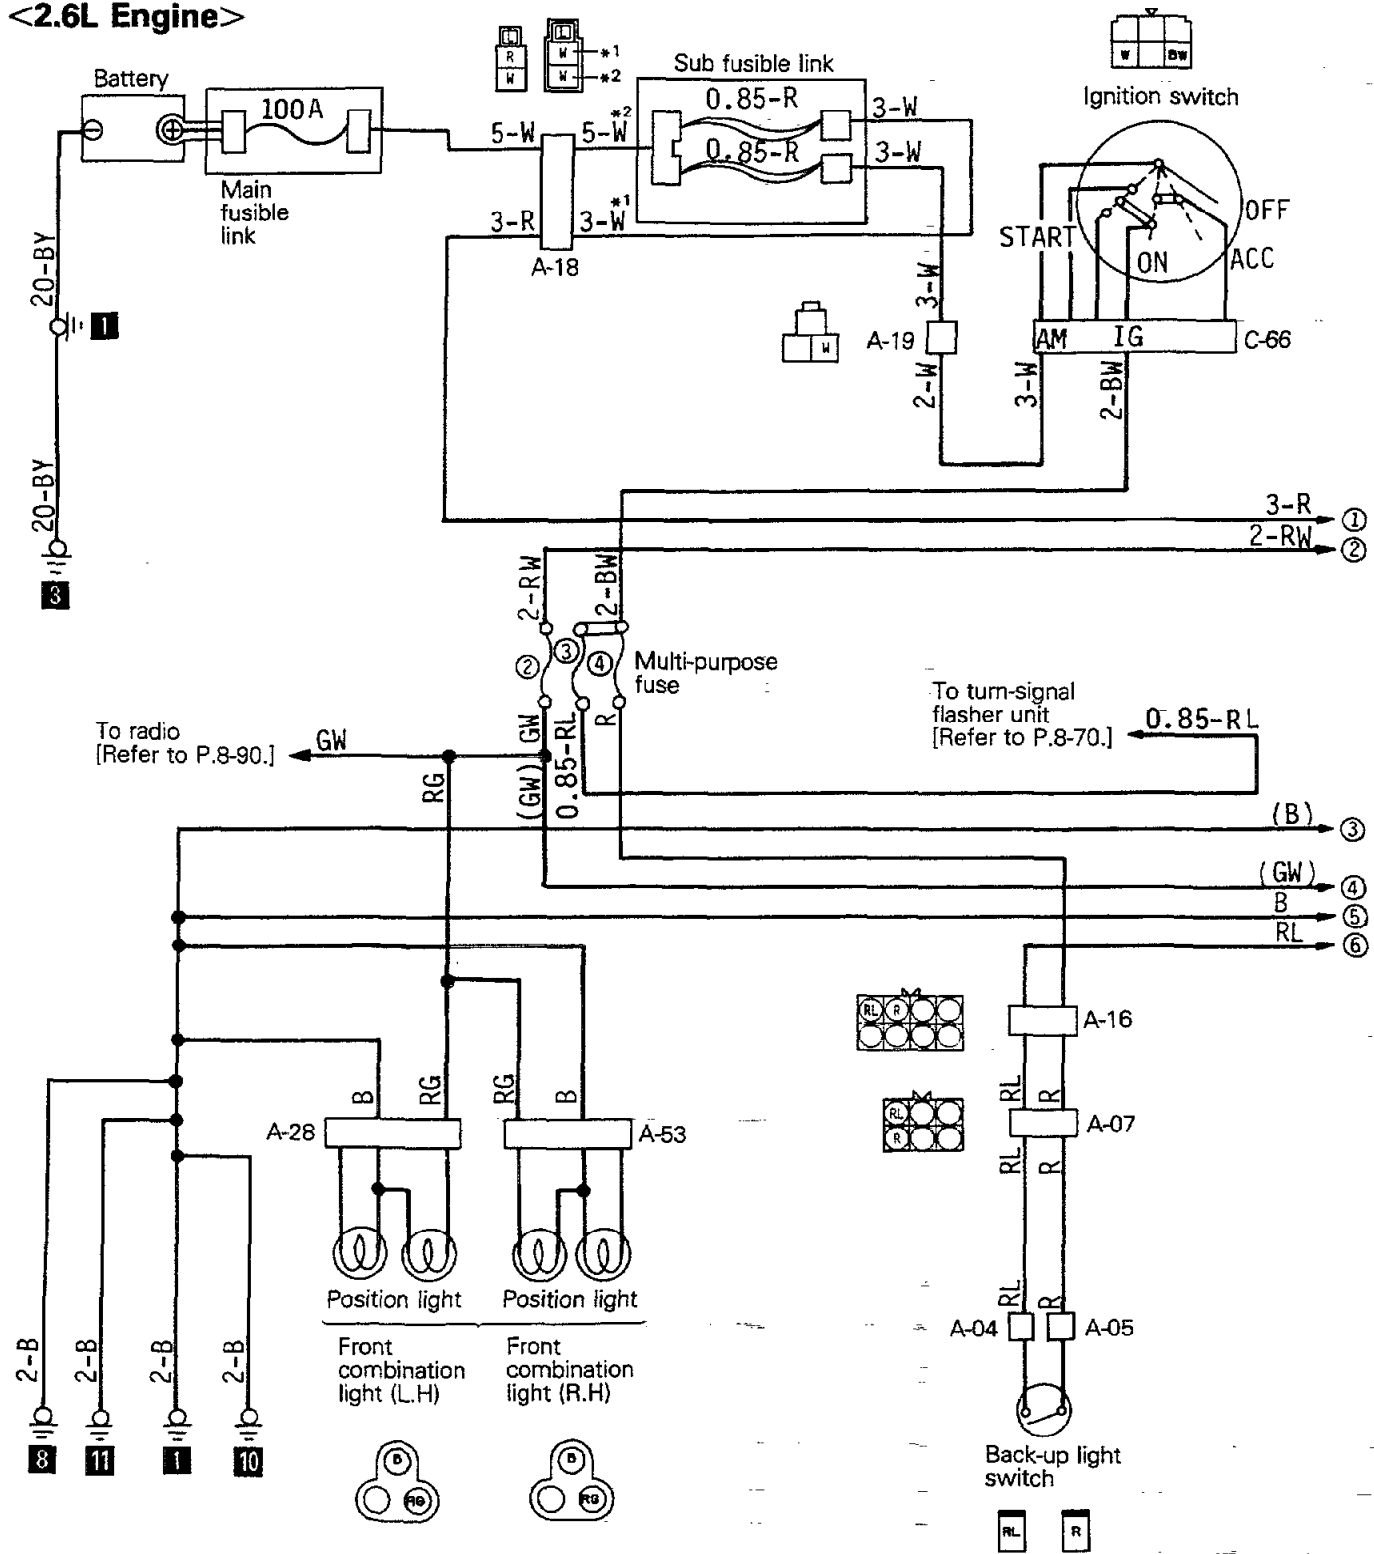 <2.6L Engine>
Battery
100A
Main
fusible
link
L
R
W
L
W
*1
W
*2
Sub fusible link
0.85-R
0.85-R
3-W
3-W
5-W
5-W
*2
3-R
3-W
*1
A-18
W
BW
Ignition switch
OFF
START
ON
ACC
AM
IG
C-66
3-W
A-19
W
2-W
3-W
2-BW
20-BY
1
20-BY
3
3-R
①
2-RW
②
2-RW
2-BW
②
③
④
Multi-purpose
fuse
To turn-signal
flasher unit
[Refer to P.8-70.]
0.85-RL
To radio
[Refer to P.8-90.]
GW
GW
(GW)
0.85-RL
R
RG
(B)
③
(GW)
④
B
⑤
RL
⑥
RL
R
A-16
RL
R
RL
R
A-07
RL
R
B
RG
RG
B
A-28
A-53
Position light
Position light
Front
combination
light (L.H)
Front
combination
light (R.H)
RL
R
A-04
A-05
Back-up light
switch
2-B
2-B
2-B
2-B
8
11
1
10
B
RG
B
RG
RL
R